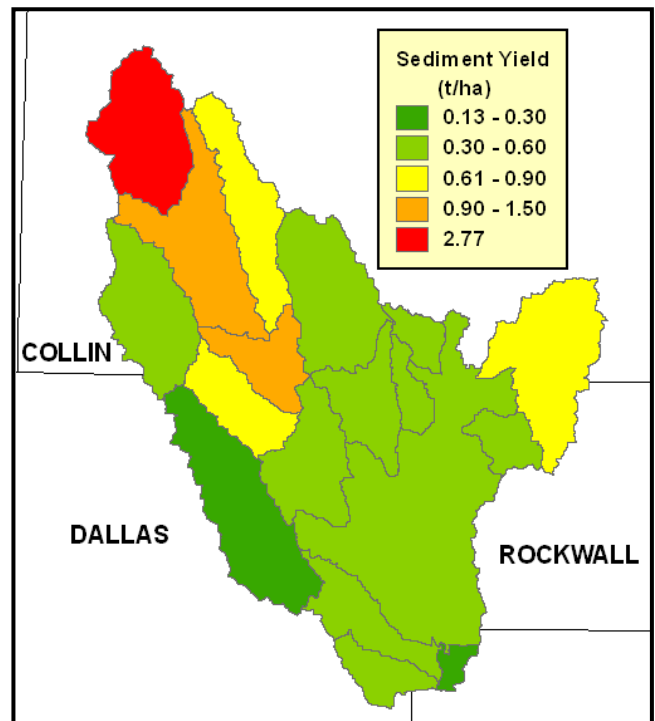 Sediment Yield
(t/ha)
0.13 - 0.30
0.30 - 0.60
0.61 - 0.90
0.90 - 1.50
2.77
COLLIN
DALLAS
ROCKWALL